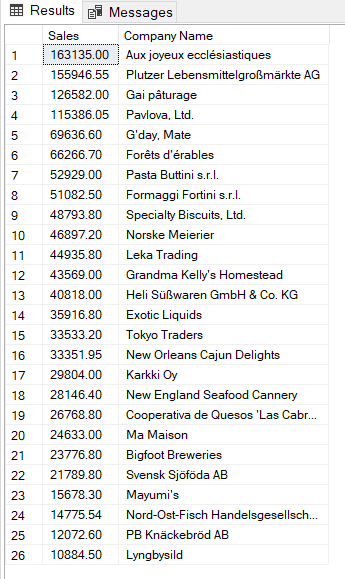 Results Messages
Sales Company Name
1 163135.00 Aux joyeux ecclésiastiques
2 155946.55 Plutzer Lebensmittelgroßmärkte AG
3 126582.00 Gai pâturage
4 115386.05 Pavlova, Ltd.
5 69636.60 G'day, Mate
6 66266.70 Forêts d'érables
7 52929.00 Pasta Buttini s.r.l.
8 51082.50 Formaggi Fortini s.r.l.
9 48793.80 Specialty Biscuits, Ltd.
10 46897.20 Norske Meierier
11 44935.80 Leka Trading
12 43569.00 Grandma Kelly's Homestead
13 40818.00 Heli Süßwaren GmbH & Co. KG
14 35916.80 Exotic Liquids
15 33533.20 Tokyo Traders
16 33351.95 New Orleans Cajun Delights
17 29804.00 Karkki Oy
18 28146.40 New England Seafood Cannery
19 26768.80 Cooperativa de Quesos 'Las Cabr...
20 24633.00 Ma Maison
21 23776.80 Bigfoot Breweries
22 21789.80 Svensk Sjöföda AB
23 15678.30 Mayumi's
24 14775.54 Nord-Ost-Fisch Handelsgesellsch...
25 12072.60 PB Knäckebröd AB
26 10884.50 Lyngbysild